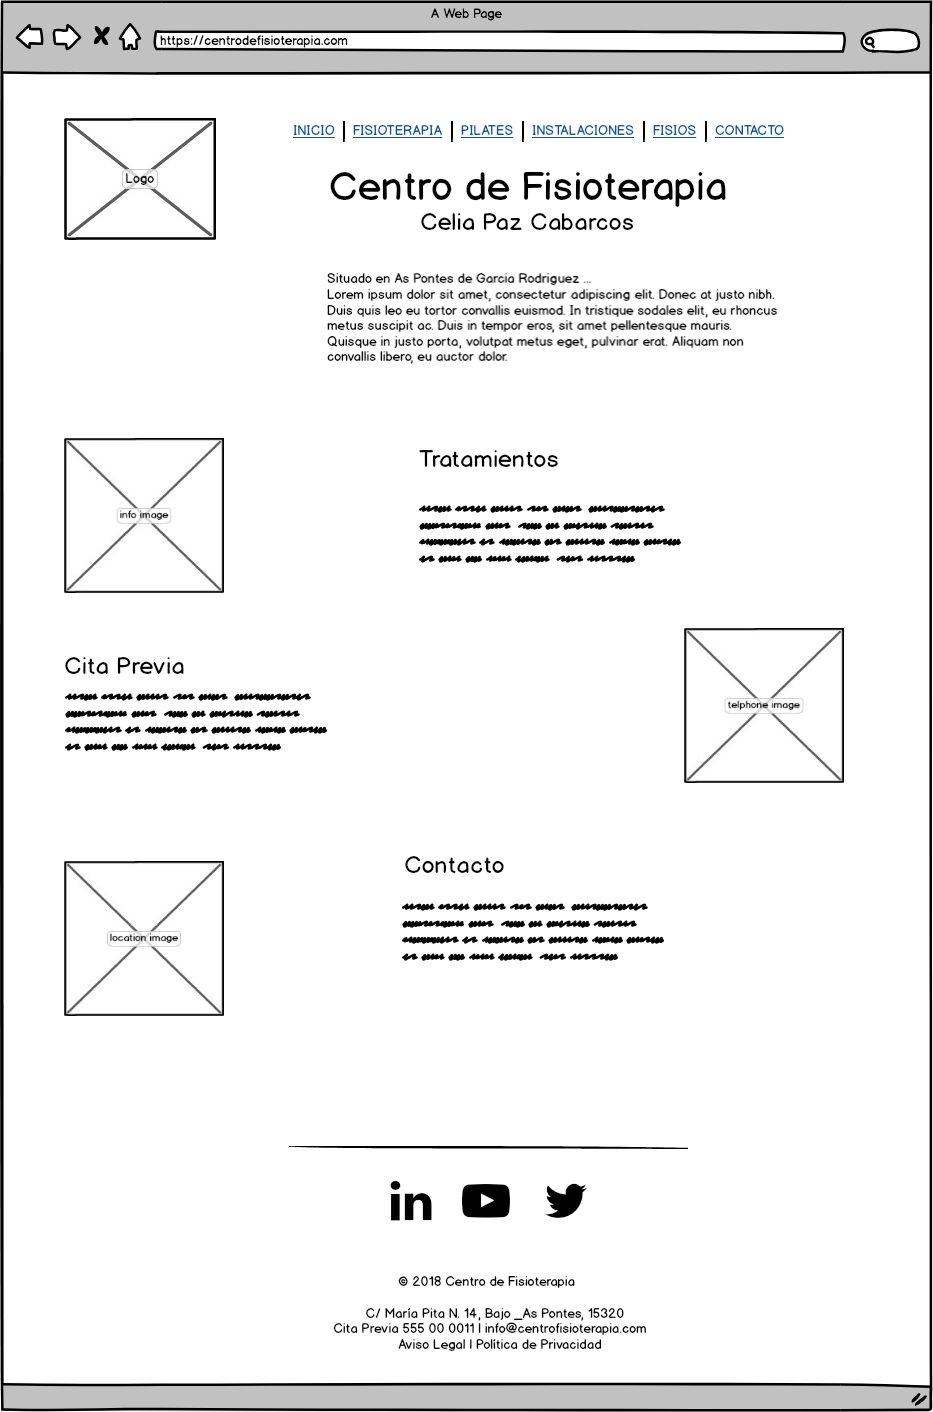 A Web Page
https://centrodefisioterapia.com
Logo
INICIO | FISIOTERAPIA | PILATES | INSTALACIONES | FISIOS | CONTACTO
Centro de Fisioterapia
Celia Paz Cabarcos
Situado en As Pontes de Garcia Rodriguez ...
Lorem ipsum dolor sit amet, consectetur adipiscing elit. Donec at justo nibh.
Duis quis leo eu tortor convallis euismod. In tristique sodales elit, eu rhoncus
metus suscipit ac. Duis in tempor eros, sit amet pellentesque mauris.
Quisque in justo porta, volutpat metus eget, pulvinar erat. Aliquam non
convallis libero, eu auctor dolor.
info image
Tratamientos
Cita Previa
telphone image
location image
Contacto
in
© 2018 Centro de Fisioterapia
C/ María Pita N. 14, Bajo _As Pontes, 15320
Cita Previa 555 00 0011 | info@centrofisioterapia.com
Aviso Legal | Política de Privacidad